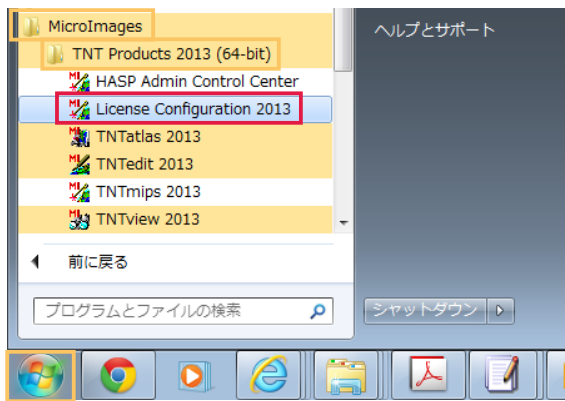 MicroImages
TNT Products 2013 (64-bit)
HASP Admin Control Center
License Configuration 2013
TNTatlas 2013
TNTedit 2013
TNTmips 2013
TNTview 2013
前に戻る
プログラムとファイルの検索
ヘルプとサポート
シャットダウン